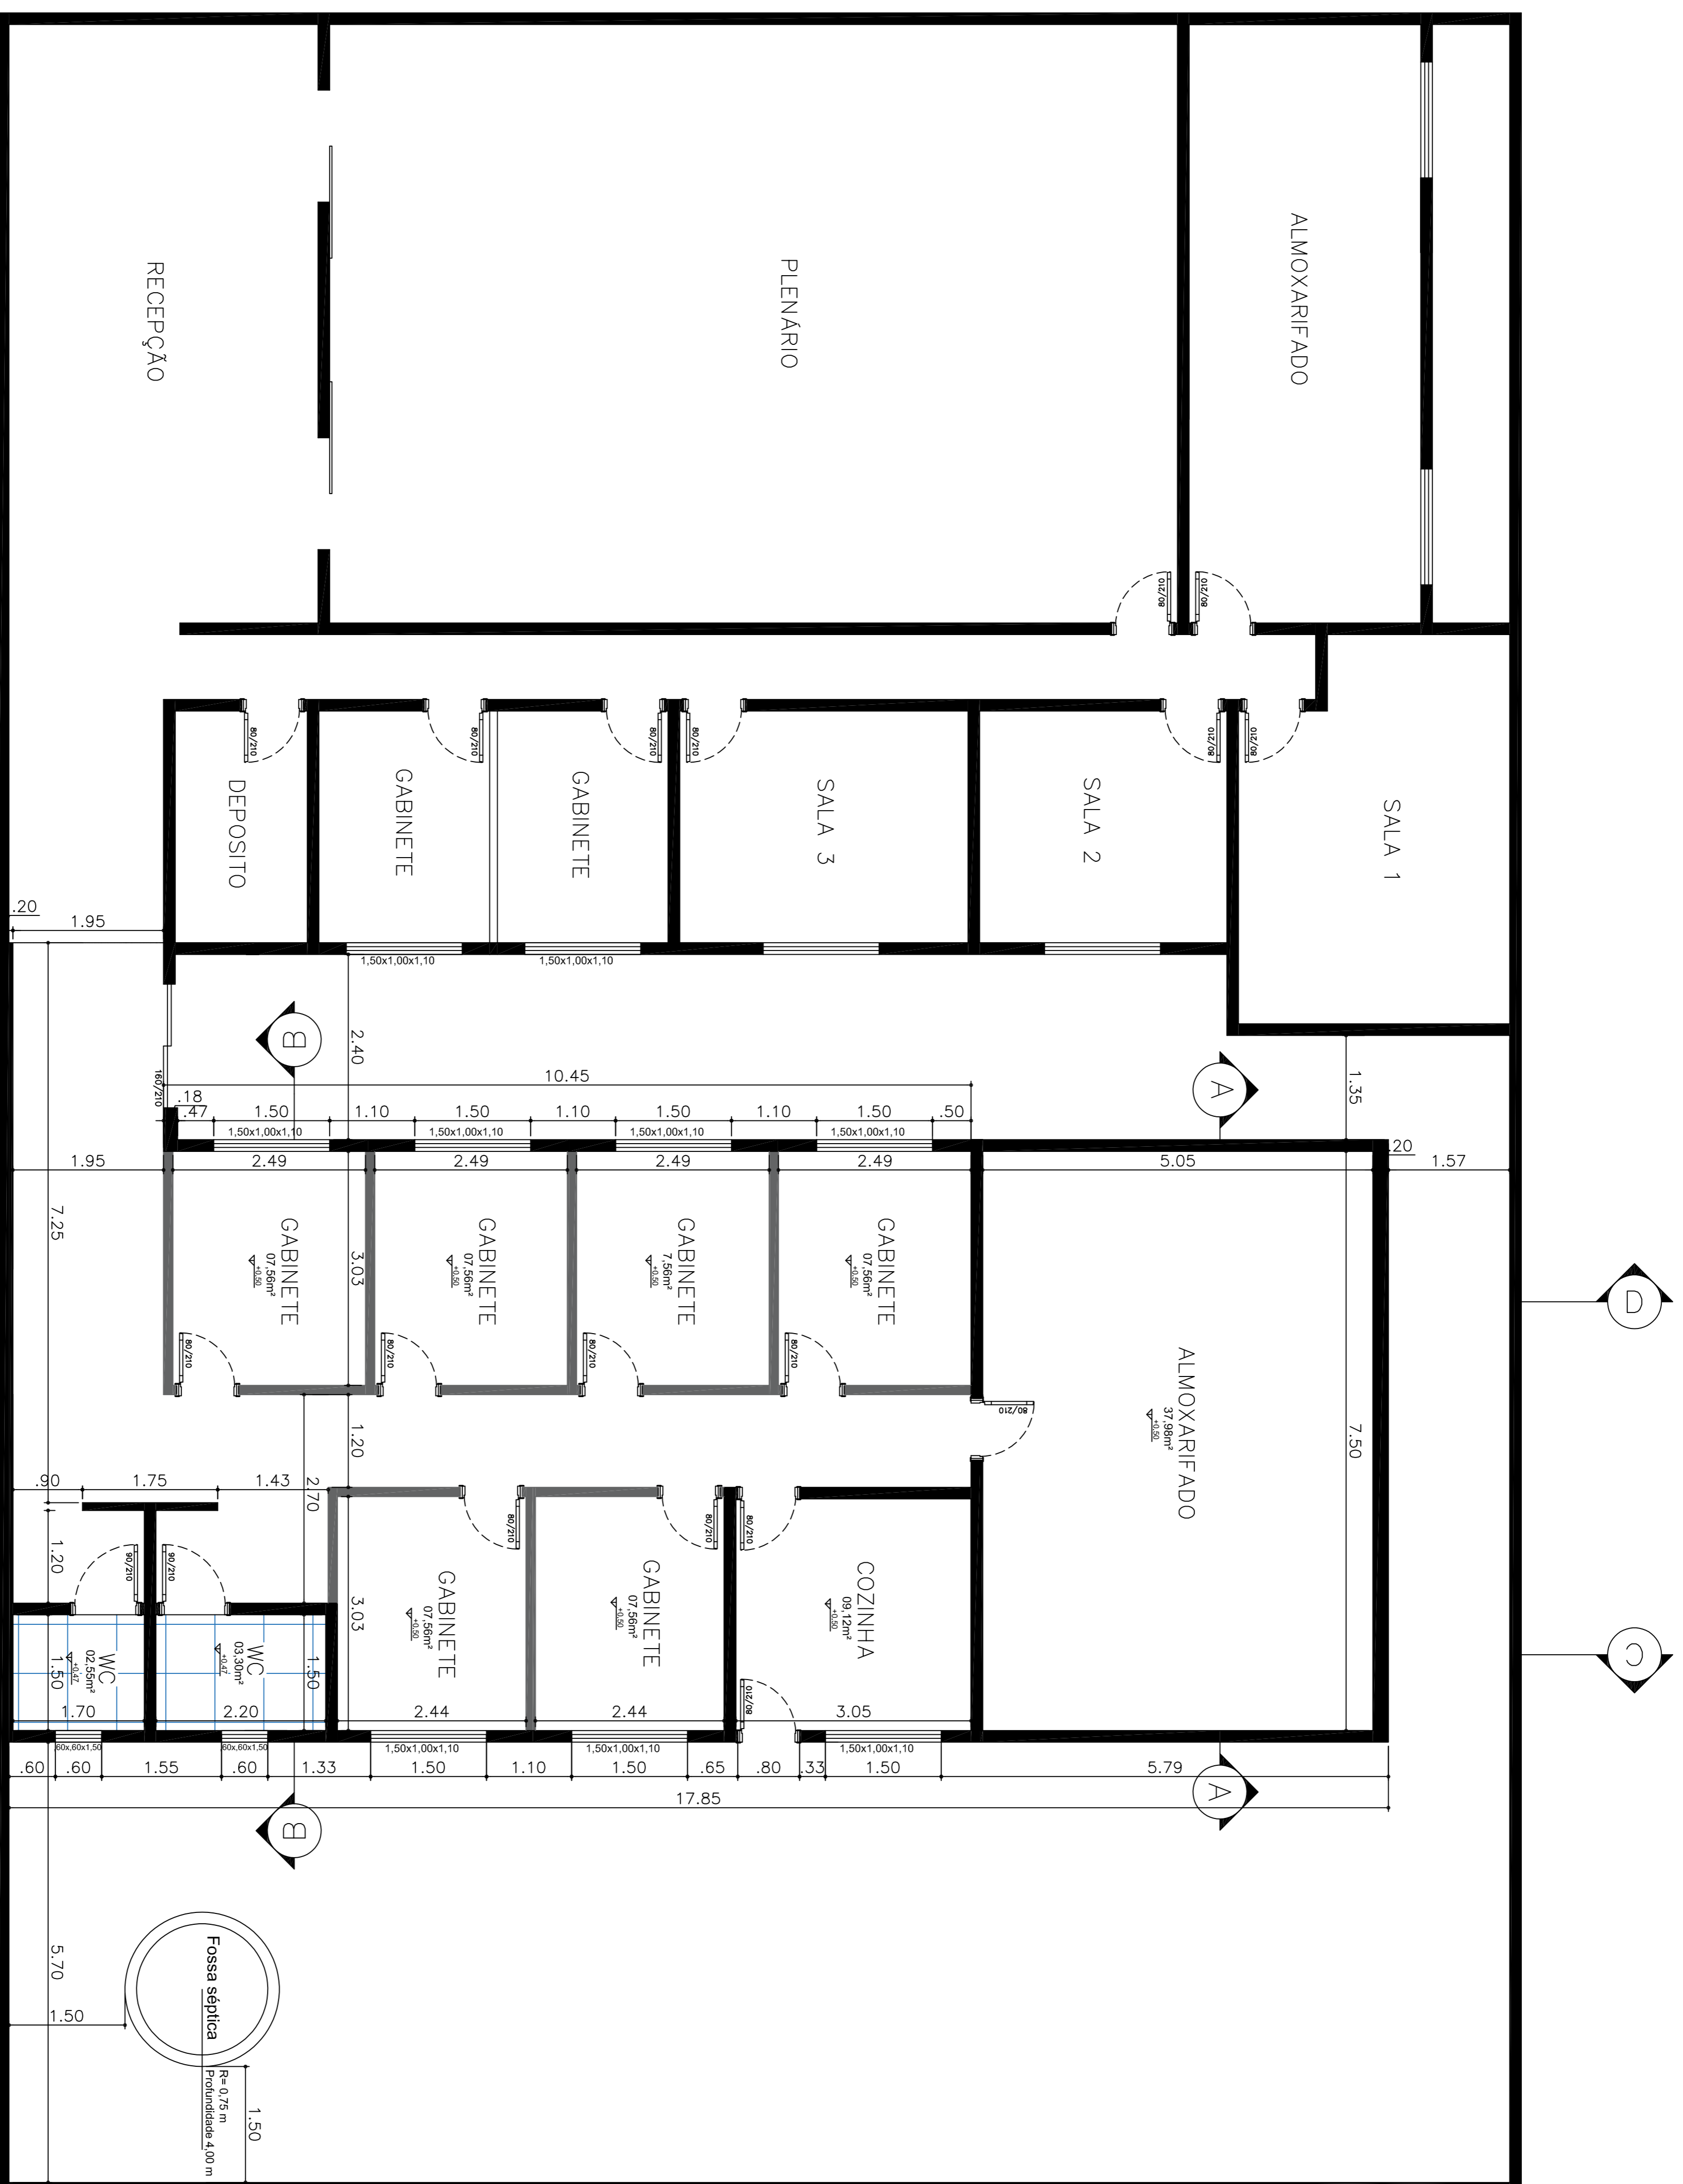 RECEPÇÃO
PLENÁRIO
ALMOXARIFADO
80/210
80/210
DEPOSITO
80/210
GABINETE
80/210
GABINETE
80/210
SALA 3
80/210
SALA 2
80/210
SALA 1
80/210
.20
1.95
1,50x1,00x1,10
1,50x1,00x1,10
B
2.40
A
1.35
10.45
160/210
.18
.47
1.50
1.10
1.50
1.10
1.50
1.10
1.50
.50
1,50x1,00x1,10
1,50x1,00x1,10
1,50x1,00x1,10
1,50x1,00x1,10
1.95
2.49
2.49
2.49
2.49
5.05
.20
1.57
7.25
GABINETE
07,56m²
+0,50
3.03
GABINETE
07,56m²
+0,50
GABINETE
7,56m²
+0,50
GABINETE
07,56m²
+0,50
80/210
80/210
80/210
80/210
80/210
ALMOXARIFADO
37,98m²
+0,50
7.50
D
C
1.20
.90
1.75
1.43
2.70
1.20
90/210
90/210
80/210
80/210
80/210
GABINETE
07,56m²
+0,50
3.03
GABINETE
07,56m²
+0,50
COZINHA
09,12m²
+0,50
80/210
WC
02,55m²
+0,47
1.50
WC
03,30m²
+0,47
1.50
1.70
2.20
2.44
2.44
3.05
,60x,60x1,50
,60x,60x1,50
1,50x1,00x1,10
1,50x1,00x1,10
1,50x1,00x1,10
.60
.60
1.55
.60
1.33
1.50
1.10
1.50
.65
.80
.33
1.50
5.79
17.85
B
A
5.70
1.50
Fossa séptica
R= 0,75 m
Profundidade 4,00 m
1.50